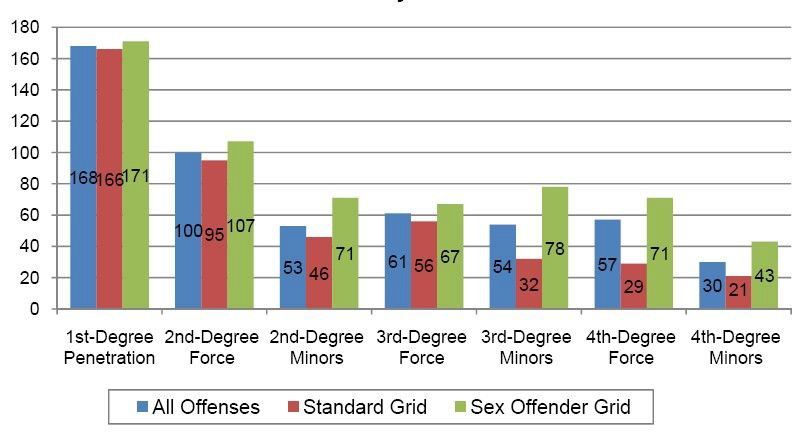 180
160
140
120
100
80
60
40
20
0
168 166 171
100 95 107
53 46 71
61 56 67
54 32 78
57 29 71
30 21 43
1st-Degree 2nd-Degree 2nd-Degree 3rd-Degree 3rd-Degree 4th-Degree 4th-Degree
Penetration Force Minors Force Minors Force Minors
All Offenses Standard Grid Sex Offender Grid